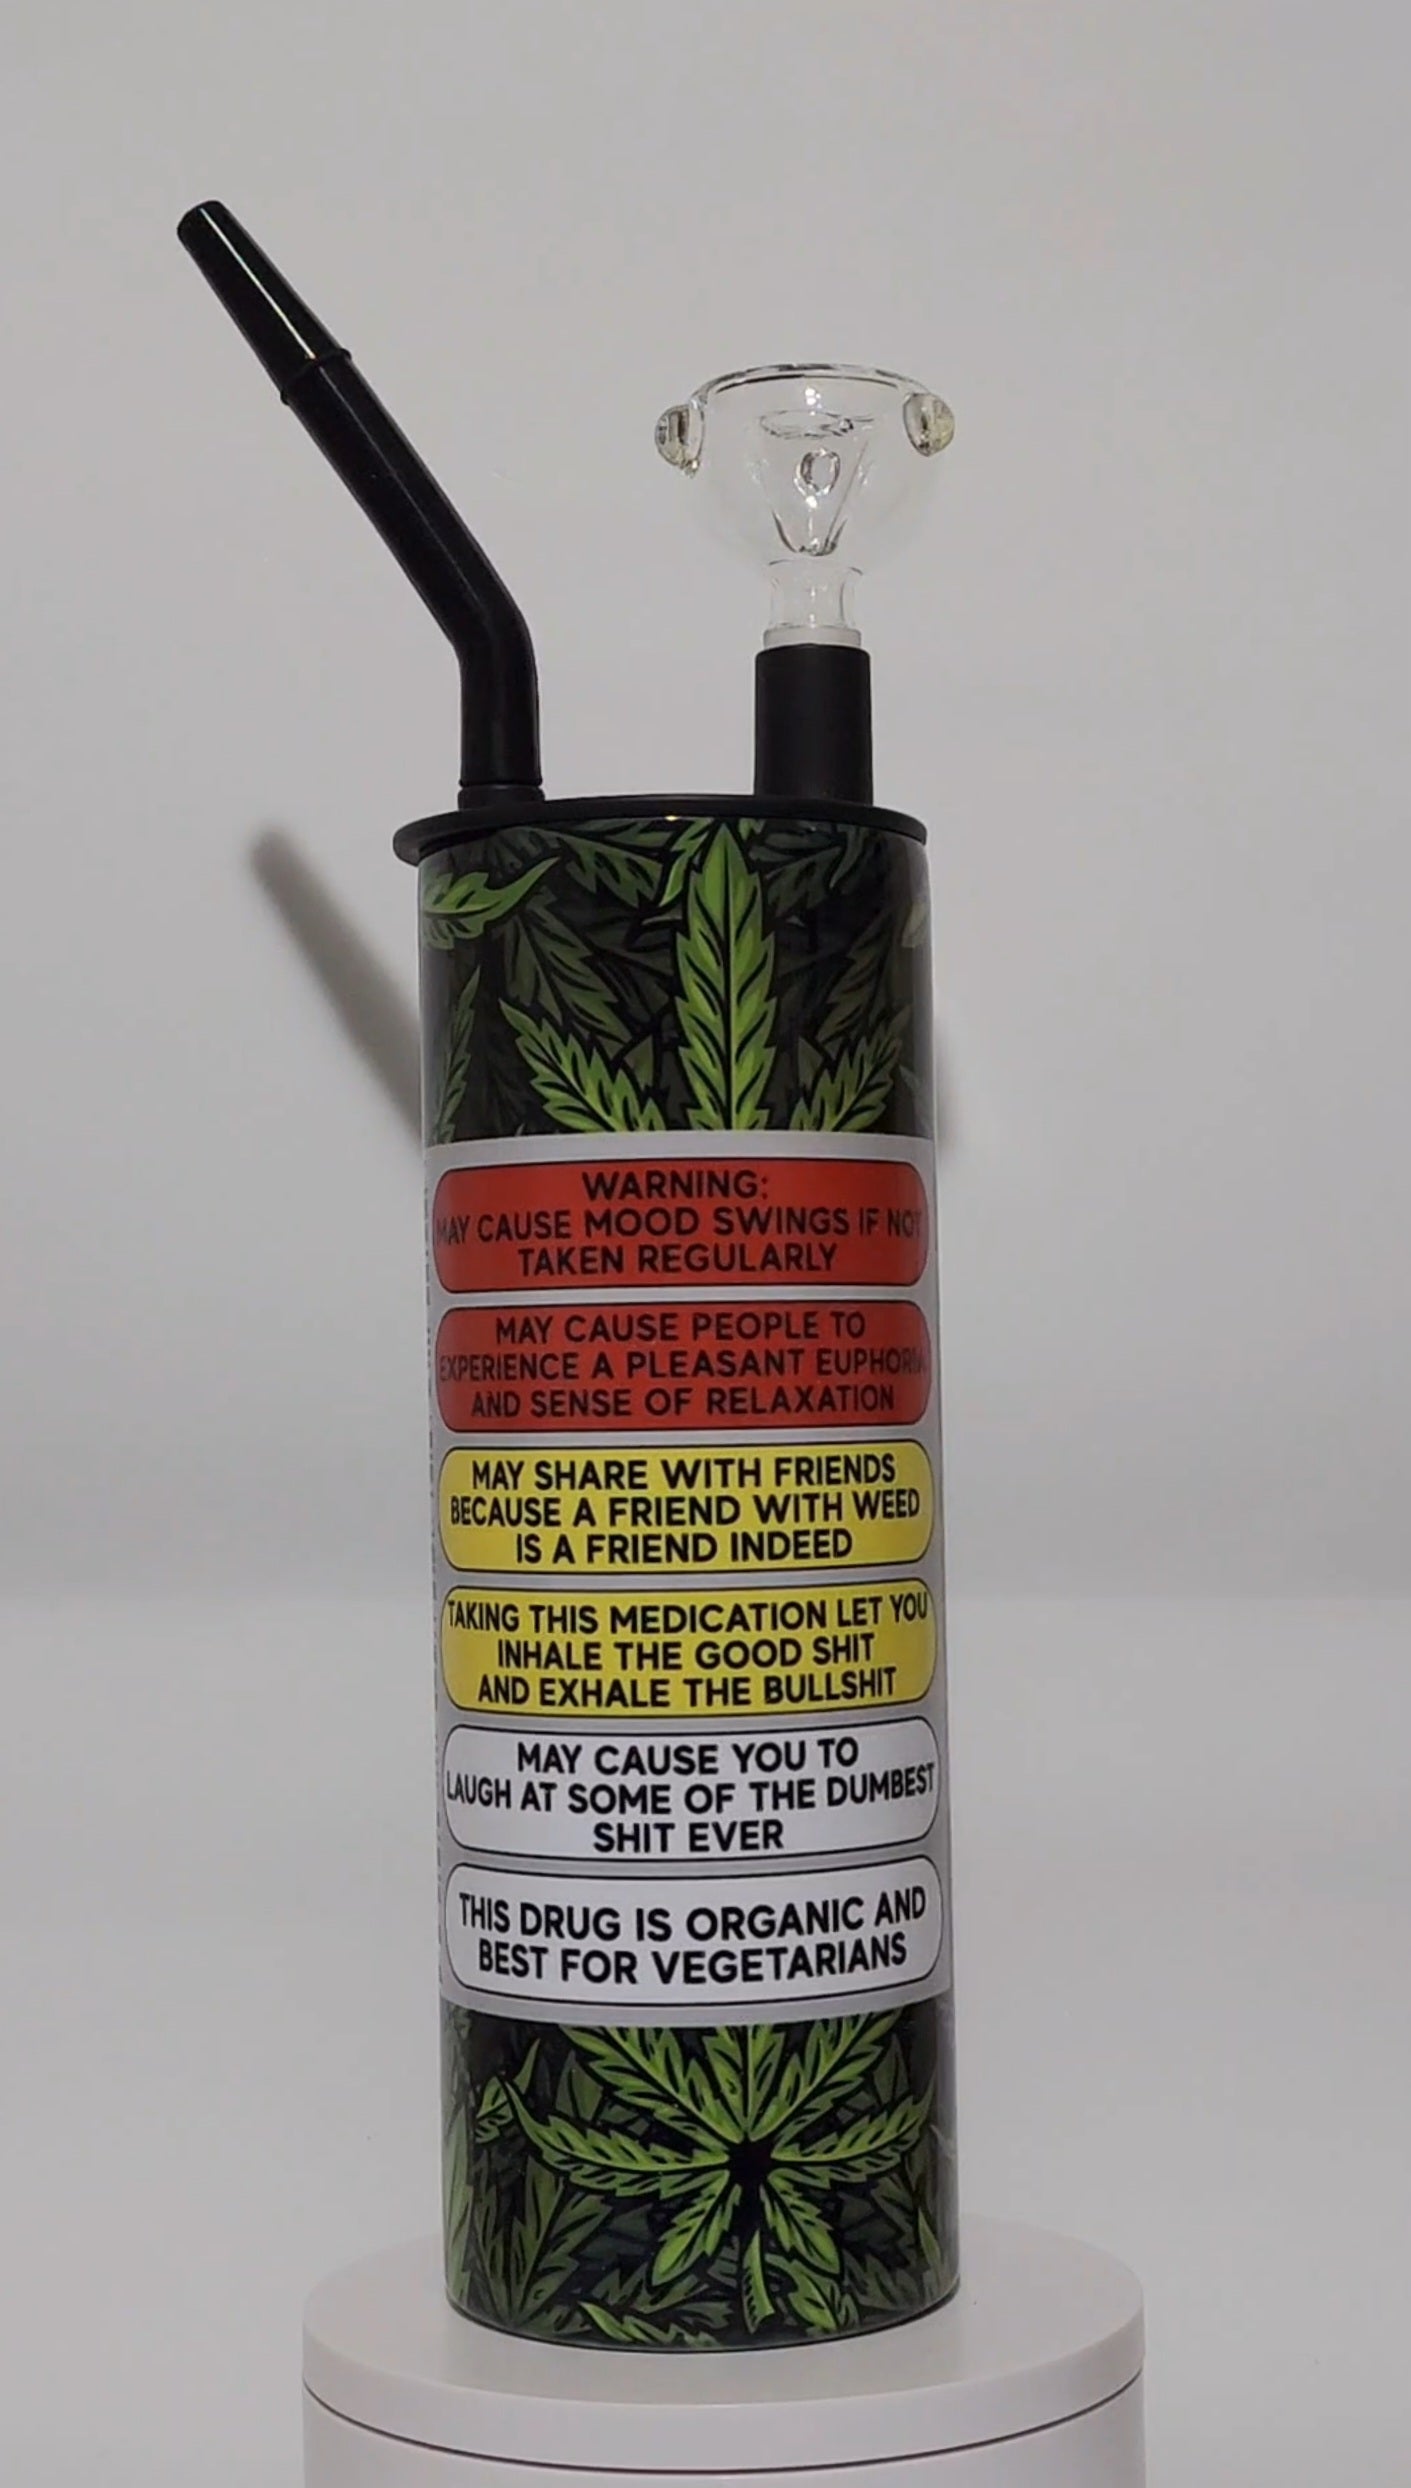 WARNING:
MAY CAUSE MOOD SWINGS IF NOT
TAKEN REGULARLY
MAY CAUSE PEOPLE TO
EXPERIENCE A PLEASANT EUPHORIA
AND SENSE OF RELAXATION
MAY SHARE WITH FRIENDS
BECAUSE A FRIEND WITH WEED
IS A FRIEND INDEED
TAKING THIS MEDICATION LET YOU
INHALE THE GOOD SHIT
AND EXHALE THE BULLSHIT
MAY CAUSE YOU TO
LAUGH AT SOME OF THE DUMBEST
SHIT EVER
THIS DRUG IS ORGANIC AND
BEST FOR VEGETARIANS